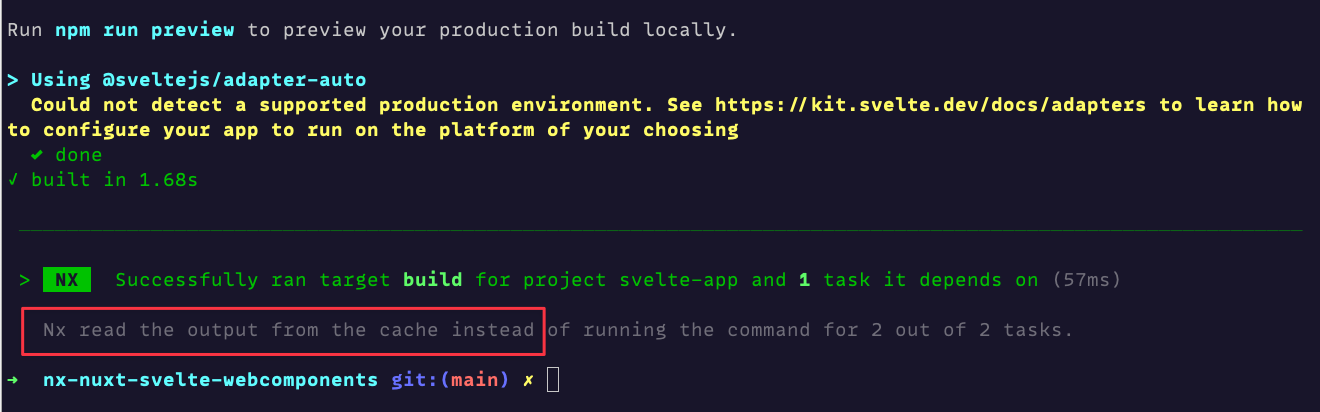 Run npm run preview to preview your production build locally.
> Using @sveltejs/adapter-auto
Could not detect a supported production environment. See https://kit.svelte.dev/docs/adapters to learn how
to configure your app to run on the platform of your choosing
✔ done
✓ built in 1.68s
> NX Successfully ran target build for project svelte-app and 1 task it depends on (57ms)
Nx read the output from the cache instead of running the command for 2 out of 2 tasks.
➜ nx-nuxt-svelte-webcomponents git:(main) ✗